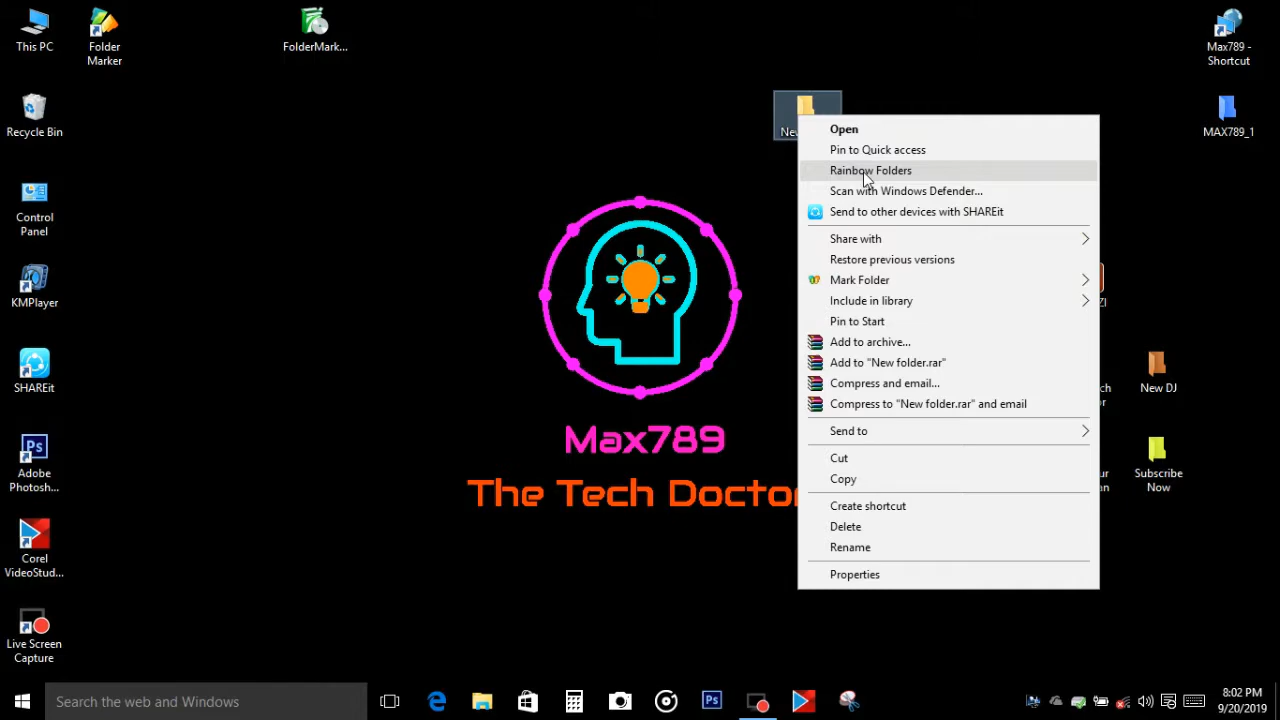 This PC
Folder
Marker
FolderMark...
Max789 -
Shortcut
Recycle Bin
MAX789_1
Open
Pin to Quick access
Rainbow Folders
Scan with Windows Defender...
Send to other devices with SHAREit
Share with
Restore previous versions
Mark Folder
Include in library
Pin to Start
Add to archive...
Add to "New folder.rar"
Compress and email...
Compress to "New folder.rar" and email
Send to
Cut
Copy
Create shortcut
Delete
Rename
Properties
Control
Panel
KMPlayer
SHAREit
Adobe
Photosh...
Corel
VideoStud...
Live Screen
Capture
Max789
The Tech Doctor
New DJ
Subscribe
Now
Search the web and Windows
Ps
8:02 PM
9/20/2019